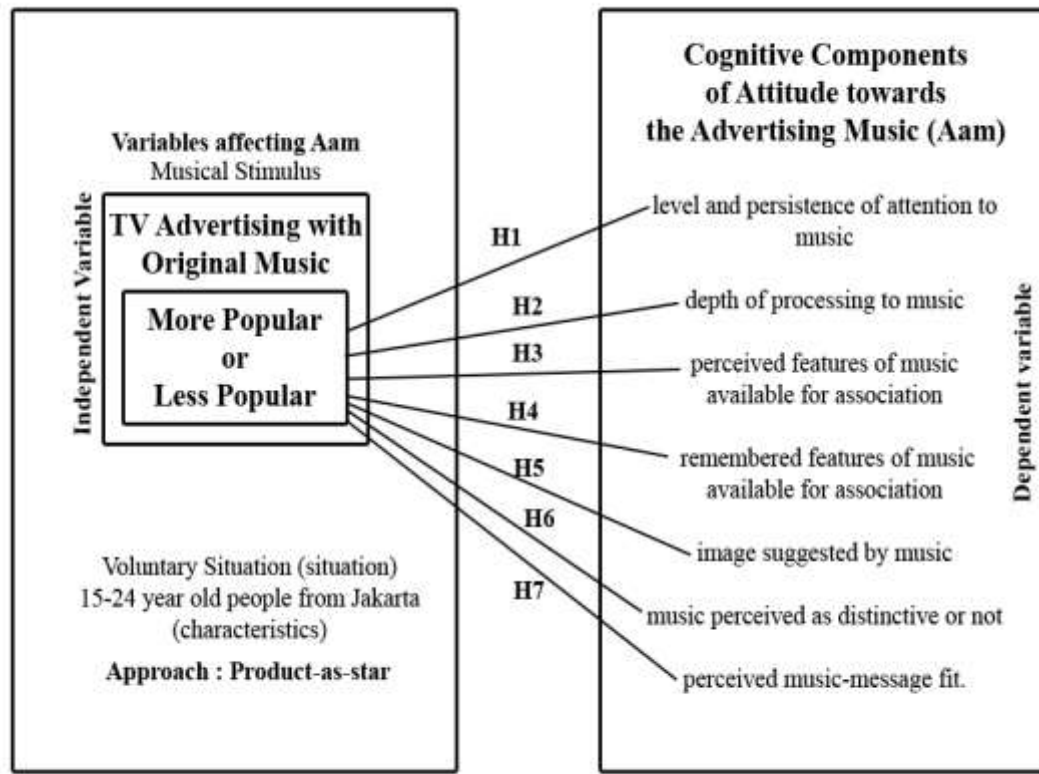 Variables affecting Aam
Musical Stimulus
Independent Variable
TV Advertising with
Original Music
More Popular
or
Less Popular
Voluntary Situation (situation)
15-24 year old people from Jakarta
(characteristics)
Approach : Product-as-star
H1
H2
H3
H4
H5
H6
H7
Cognitive Components
of Attitude towards
the Advertising Music (Aam)
level and persistence of attention to
music
depth of processing to music
perceived features of music
available for association
remembered features of music
available for association
image suggested by music
music perceived as distinctive or not
perceived music-message fit.
Dependent variable